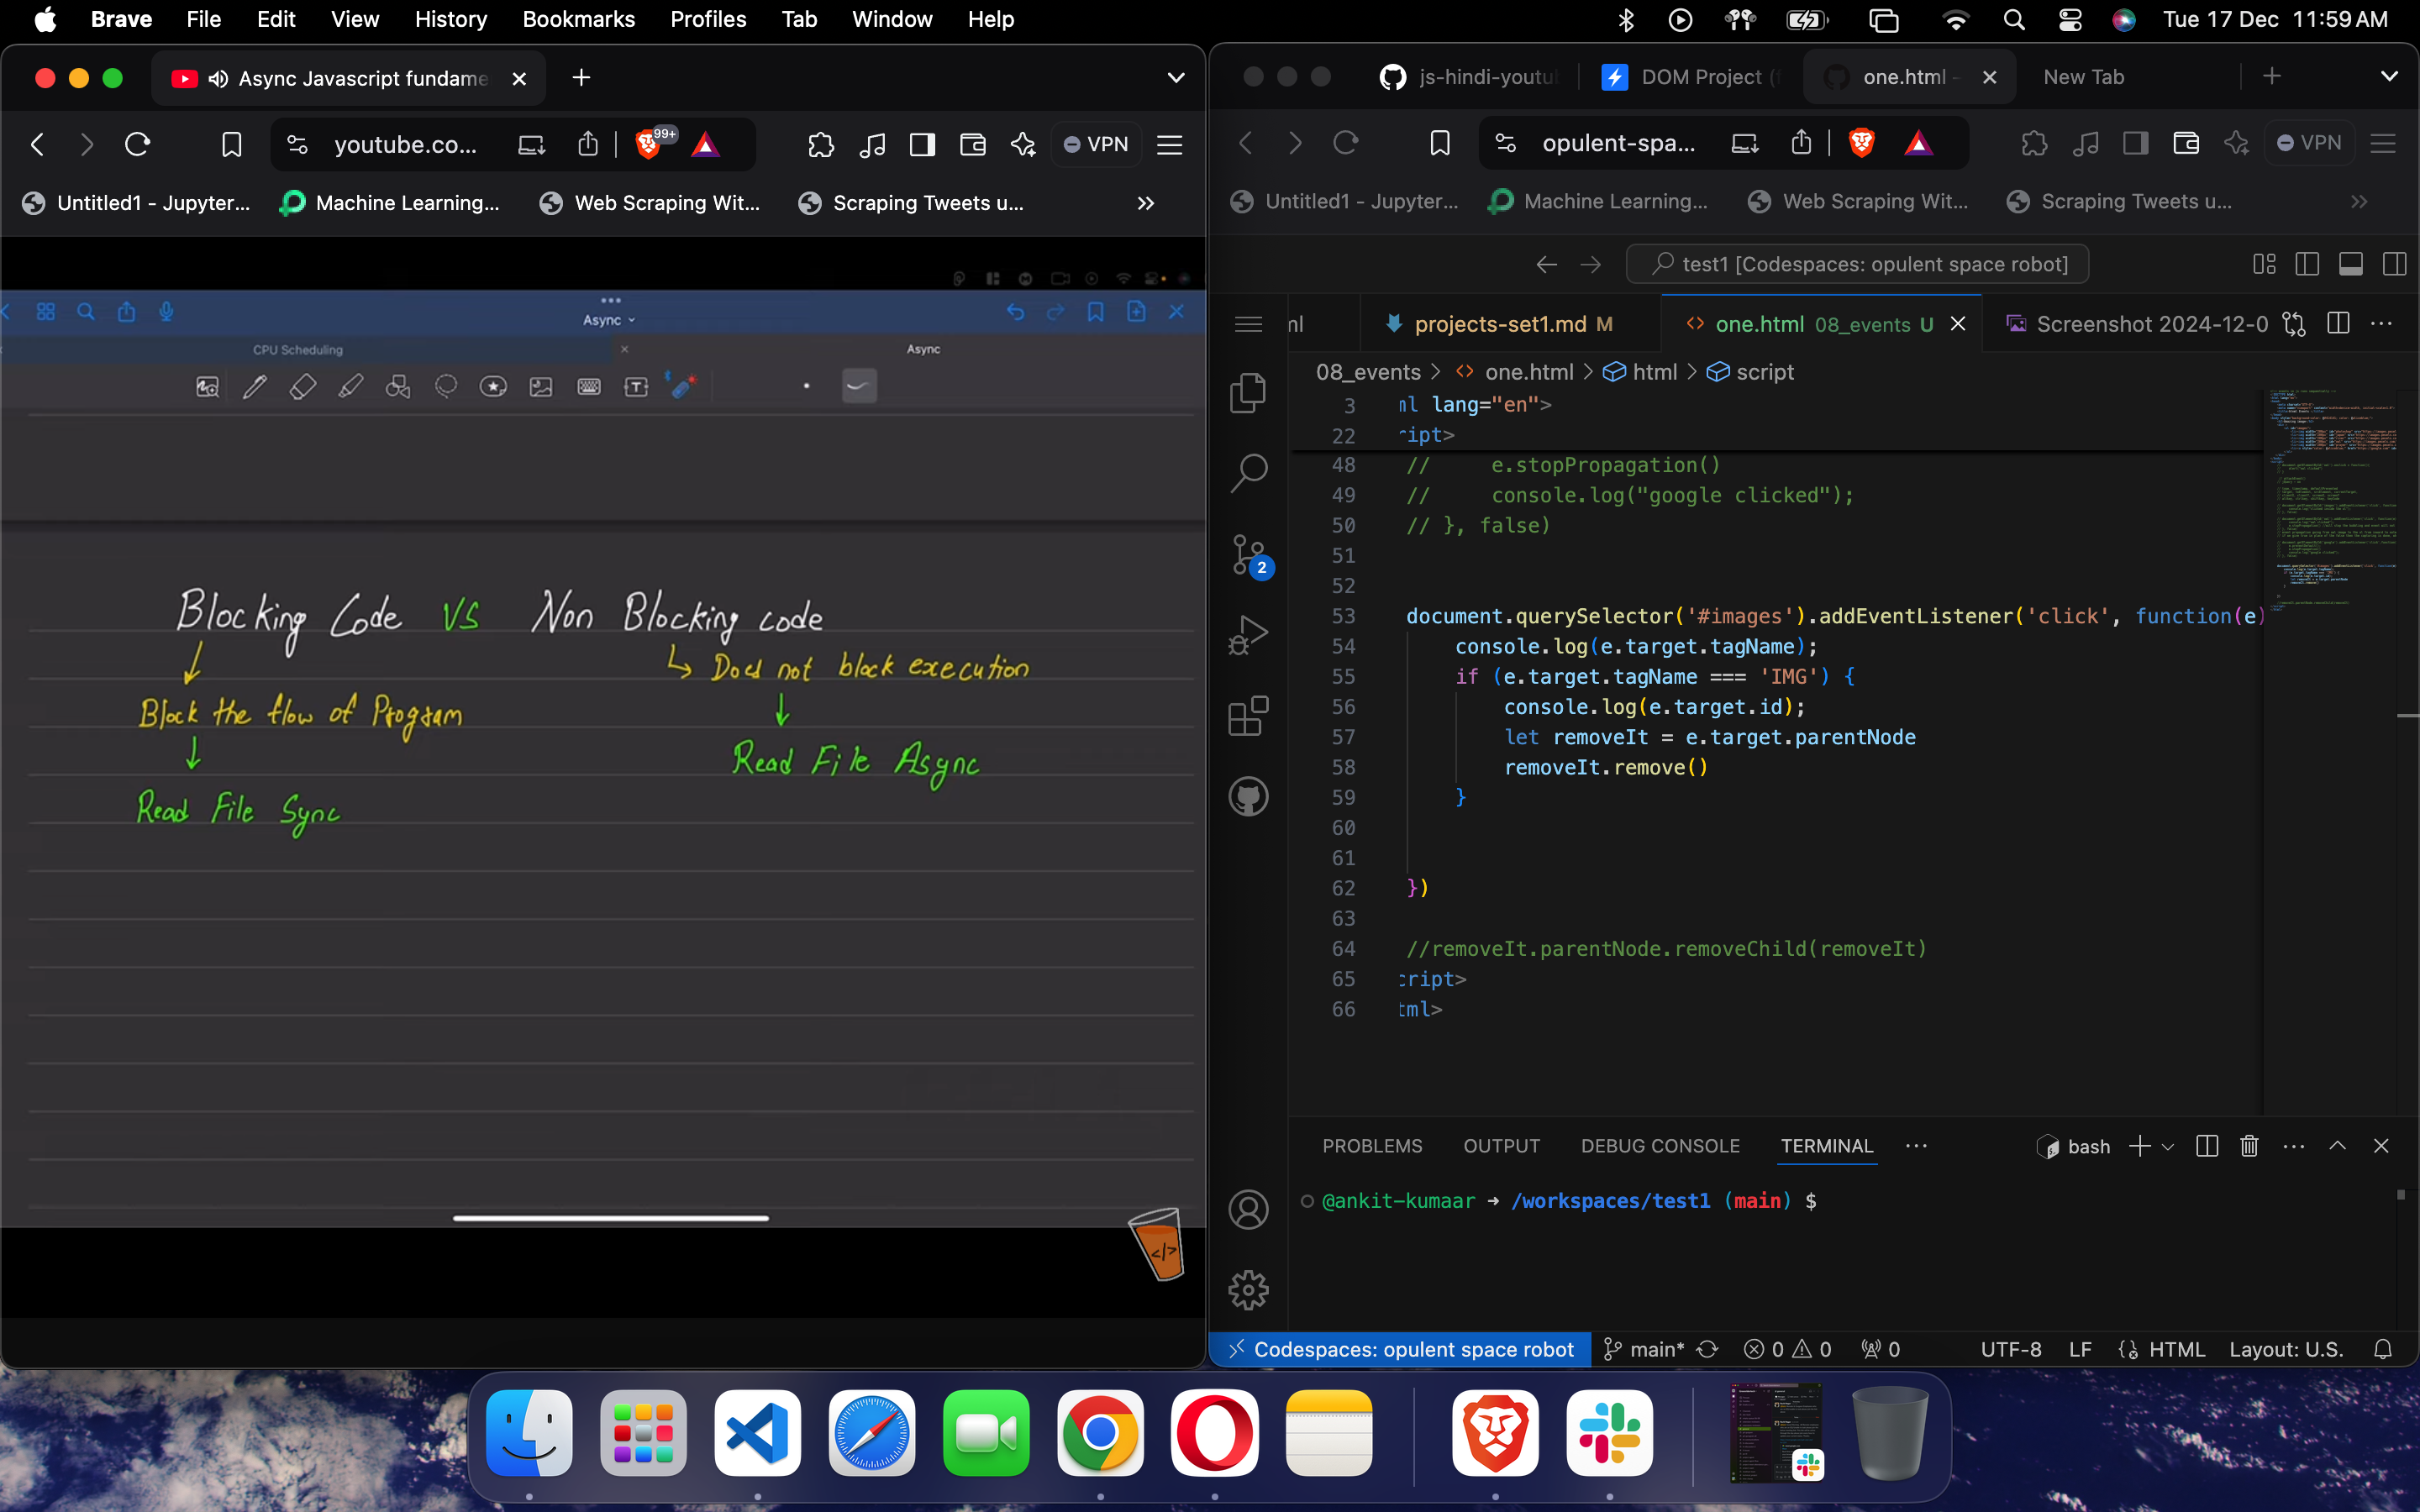 Brave File Edit View History Bookmarks Profiles Tab Window Help Tue 17 Dec 11:59 AM
Async Javascript fundame
youtube.co... 99+ VPN
Untitled1 - Jupyter... Machine Learning... Web Scraping Wit... Scraping Tweets u... »
Async
CPU Scheduling Async
Blocking Code VS Non Blocking code
Does not block execution
Block the flow of Program
Read File Async
Read File Sync
</>
js-hindi-youtu DOM Project (f one.html - New Tab
opulent-spa... VPN
Untitled1 - Jupyter... Machine Learning... Web Scraping Wit... Scraping Tweets u... »
test1 [Codespaces: opulent space robot]
ml projects-set1.md M one.html 08_events U Screenshot 2024-12-0
08_events > one.html > html > script
3 ml lang="en">
22 ript>
48 // e.stopPropagation()
49 // console.log("google clicked");
50 // }, false)
51
52
53 document.querySelector('#images').addEventListener('click', function(e)
54 console.log(e.target.tagName);
55 if (e.target.tagName === 'IMG') {
56 console.log(e.target.id);
57 let removeIt = e.target.parentNode
58 removeIt.remove()
59 }
60
61
62 })
63
64 //removeIt.parentNode.removeChild(removeIt)
65 cript>
66 tml>
2
PROBLEMS OUTPUT DEBUG CONSOLE TERMINAL ... bash
@ankit-kumaar → /workspaces/test1 (main) $
Codespaces: opulent space robot main* 0 0 0 UTF-8 LF HTML Layout: U.S.